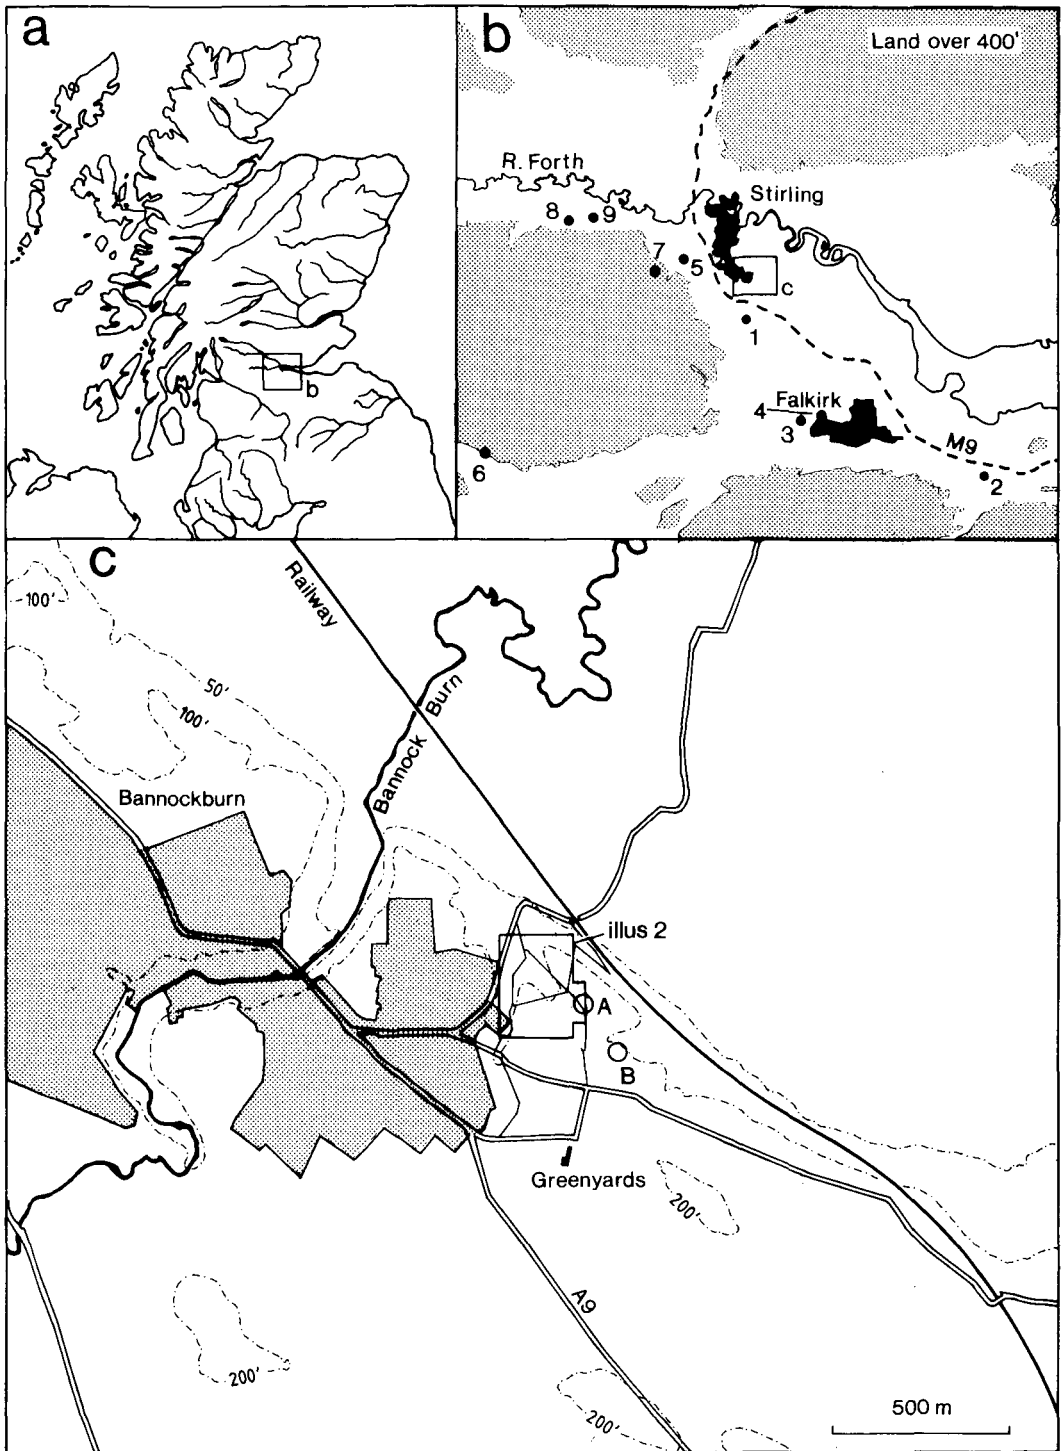 a
b
b
Land over 400'
R. Forth
Stirling
8
9
7
5
c
1
Falkirk
4
3
M9
6
2
c
100'
Railway
50'
100'
Bannock Burn
Bannockburn
illus 2
A
B
Greenyards
200'
A9
200'
200'
500 m